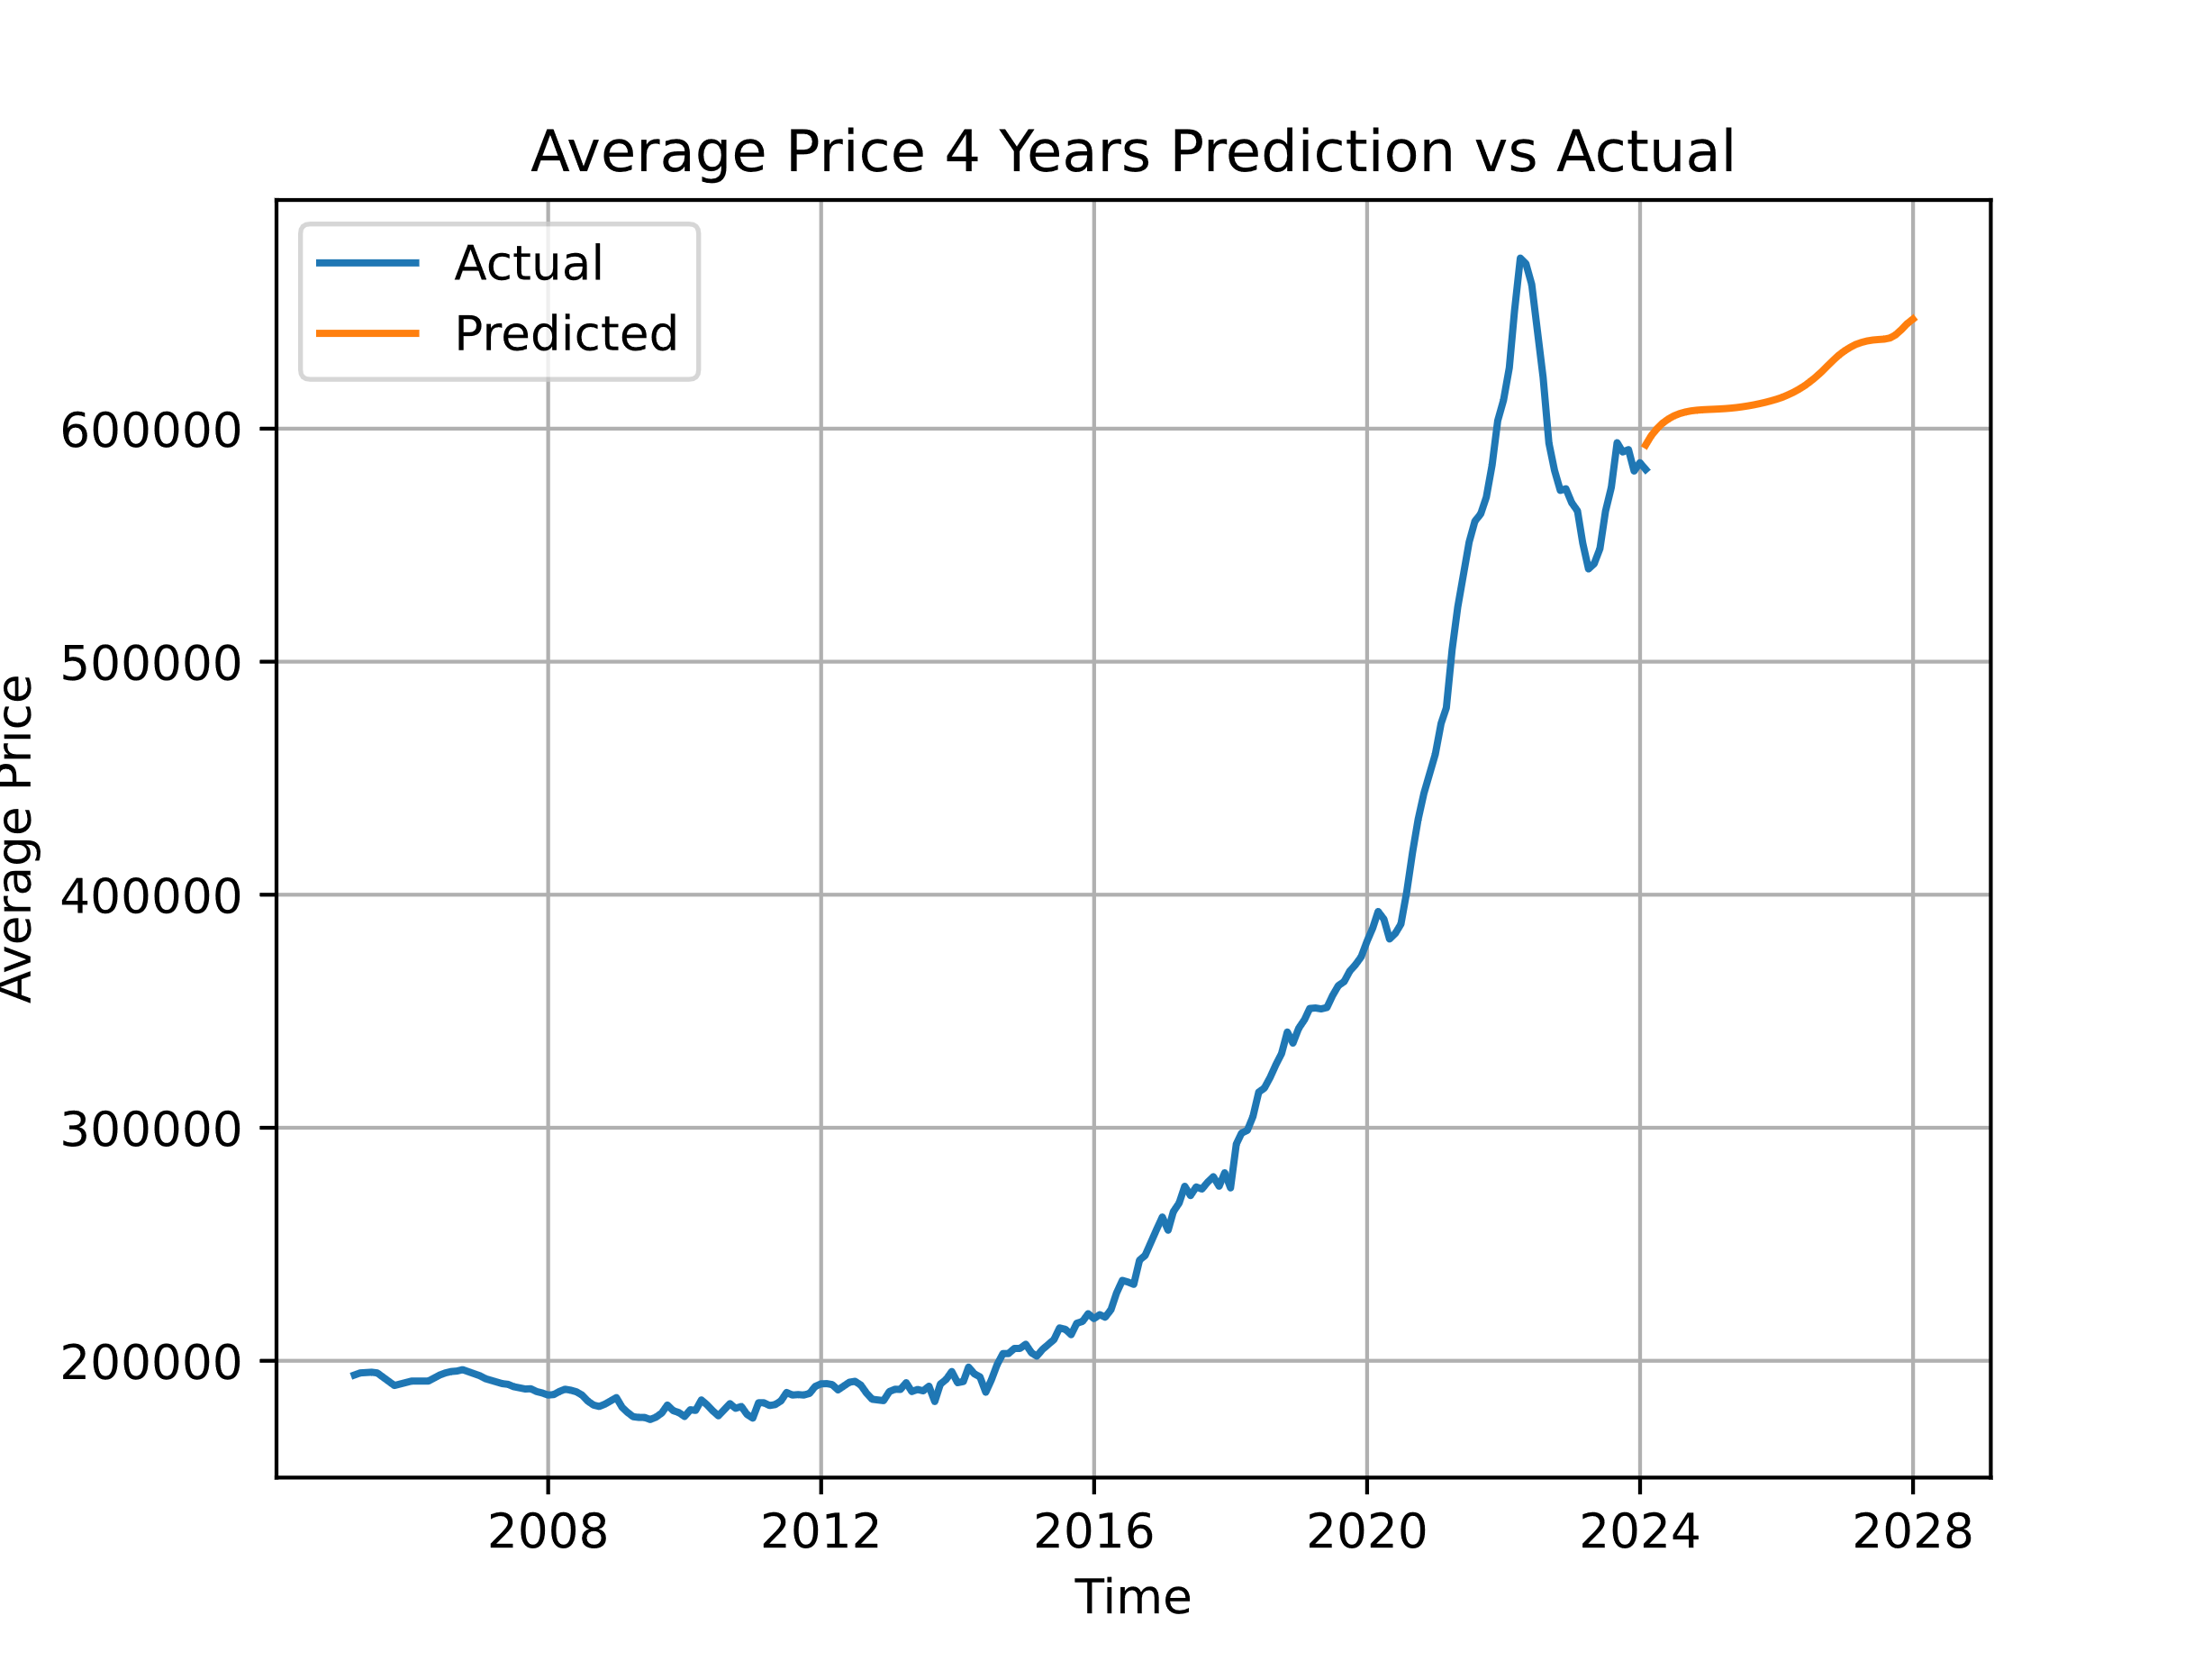 Average Price 4 Years Prediction vs Actual
Actual
Predicted
600000
500000
400000
300000
200000
Average Price
2008 2012 2016 2020 2024 2028
Time